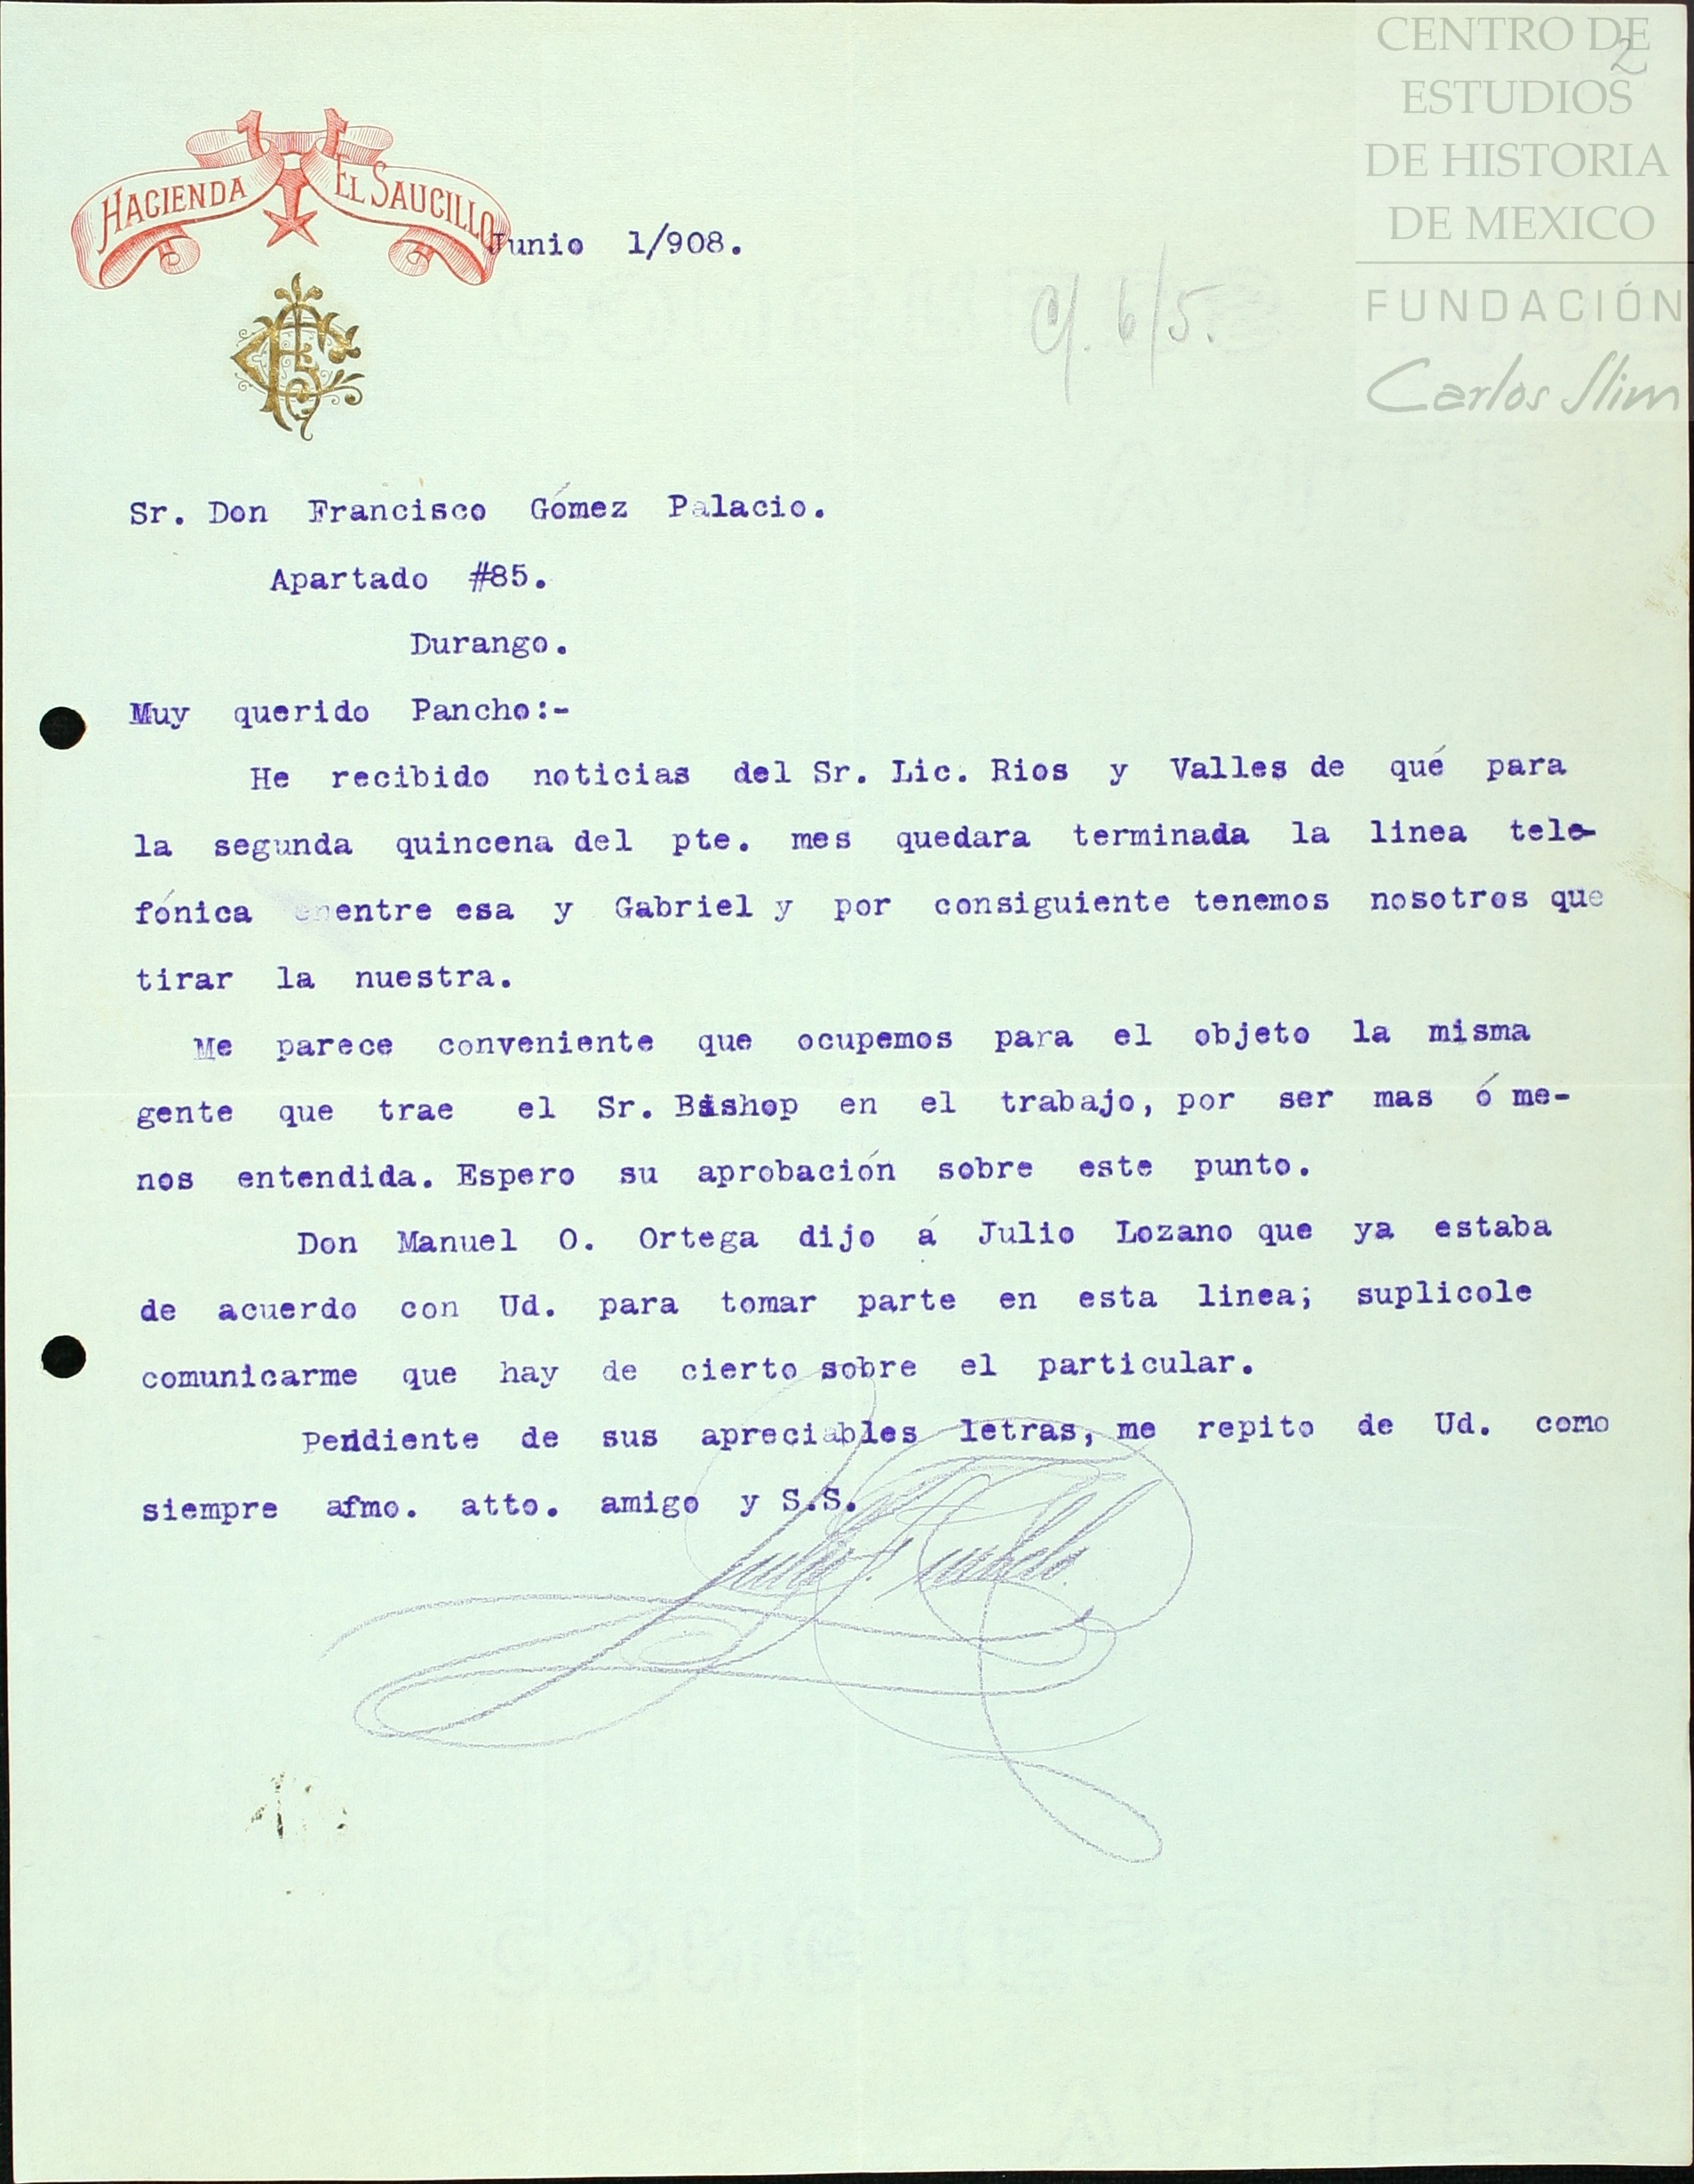 CENTRO DE
ESTUDIOS
DE HISTORIA
DE MEXICO
FUNDACIÓN
Carlos Slim
2
HACIENDA EL SAUCILLO
Junio 1/908.
C/. 6/5.
Sr. Don Francisco Gómez Palacio.
Apartado #85.
Durango.
Muy querido Pancho:-
He recibido noticias del Sr. Lic. Rios y Valles de qué para
la segunda quincena del pte. mes quedara terminada la linea tele-
fónica enentre esa y Gabriel y por consiguiente tenemos nosotros que
tirar la nuestra.
Me parece conveniente que ocupemos para el objeto la misma
gente que trae el Sr. Bishop en el trabajo, por ser mas ó me-
nos entendida. Espero su aprobación sobre este punto.
Don Manuel O. Ortega dijo á Julio Lozano que ya estaba
de acuerdo con Ud. para tomar parte en esta linea; suplicole
comunicarme que hay de cierto sobre el particular.
Pendiente de sus apreciables letras, me repito de Ud. como
siempre afmo. atto. amigo y S.S.